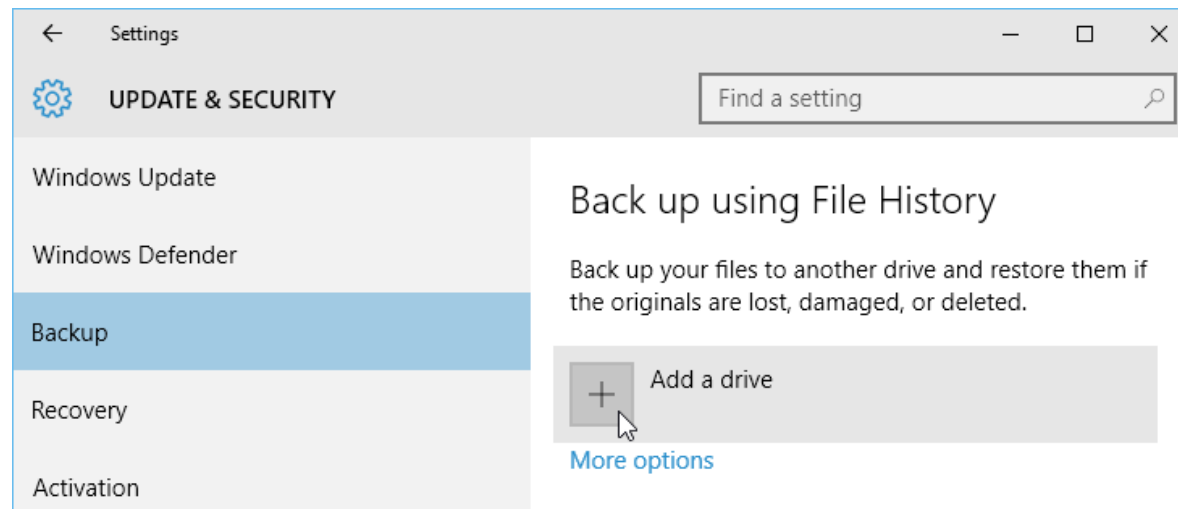 Settings
UPDATE & SECURITY
Find a setting
Windows Update
Windows Defender
Backup
Recovery
Activation
Back up using File History
Back up your files to another drive and restore them if
the originals are lost, damaged, or deleted.
Add a drive
More options